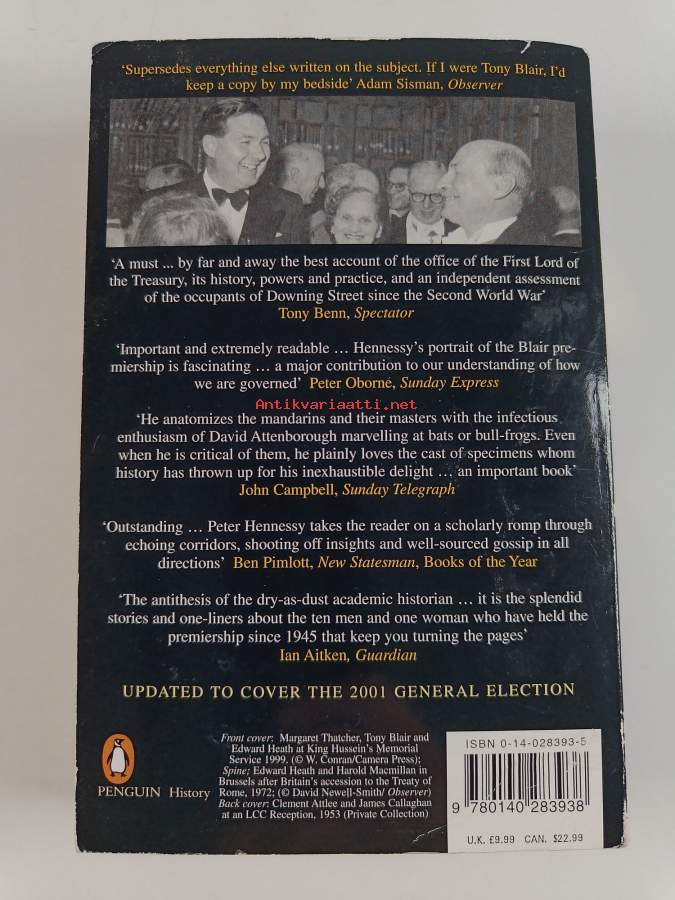 ‘Supersedes everything else written on the subject. If I were Tony Blair, I’d
keep a copy by my bedside’ Adam Sisman, Observer
‘A must ... by far and away the best account of the office of the First Lord of
the Treasury, its history, powers and practice, and an independent assessment
of the occupants of Downing Street since the Second World War’
Tony Benn, Spectator
‘Important and extremely readable ... Hennessy’s portrait of the Blair pre-
miership is fascinating ... a major contribution to our understanding of how
we are governed’ Peter Oborne, Sunday Express
Antikvariaatti.net
‘He anatomizes the mandarins and their masters with the infectious
enthusiasm of David Attenborough marvelling at bats or bull-frogs. Even
when he is critical of them, he plainly loves the cast of specimens whom
history has thrown up for his inexhaustible delight ... an important book’
John Campbell, Sunday Telegraph
‘Outstanding ... Peter Hennessy takes the reader on a scholarly romp through
echoing corridors, shooting off insights and well-sourced gossip in all
directions’ Ben Pimlott, New Statesman, Books of the Year
‘The antithesis of the dry-as-dust academic historian ... it is the splendid
stories and one-liners about the ten men and one woman who have held the
premiership since 1945 that keep you turning the pages’
Ian Aitken, Guardian
UPDATED TO COVER THE 2001 GENERAL ELECTION
PENGUIN History
Front cover: Margaret Thatcher, Tony Blair and
Edward Heath at King Hussein’s Memorial
Service 1999. (© W. Conran/Camera Press);
Spine; Edward Heath and Harold Macmillan in
Brussels after Britain’s accession to the Treaty of
Rome, 1972; (© David Newell-Smith/ Observer)
Back cover: Clement Attlee and James Callaghan
at an LCC Reception, 1953 (Private Collection)
ISBN 0-14-028393-5
9 780140 283938
U.K. £9.99 CAN. $22.99